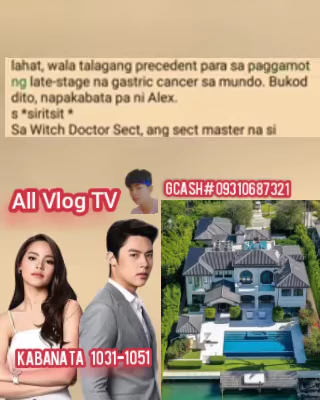 lahat, wala talagang precedent para sa paggamot
ng late-stage na gastric cancer sa mundo. Bukod
dito, napakabata pa ni Alex.
s *siritsit *
Sa Witch Doctor Sect, ang sect master na si
All Vlog TV
GCASH#09310687321
KABANATA 1031-1051